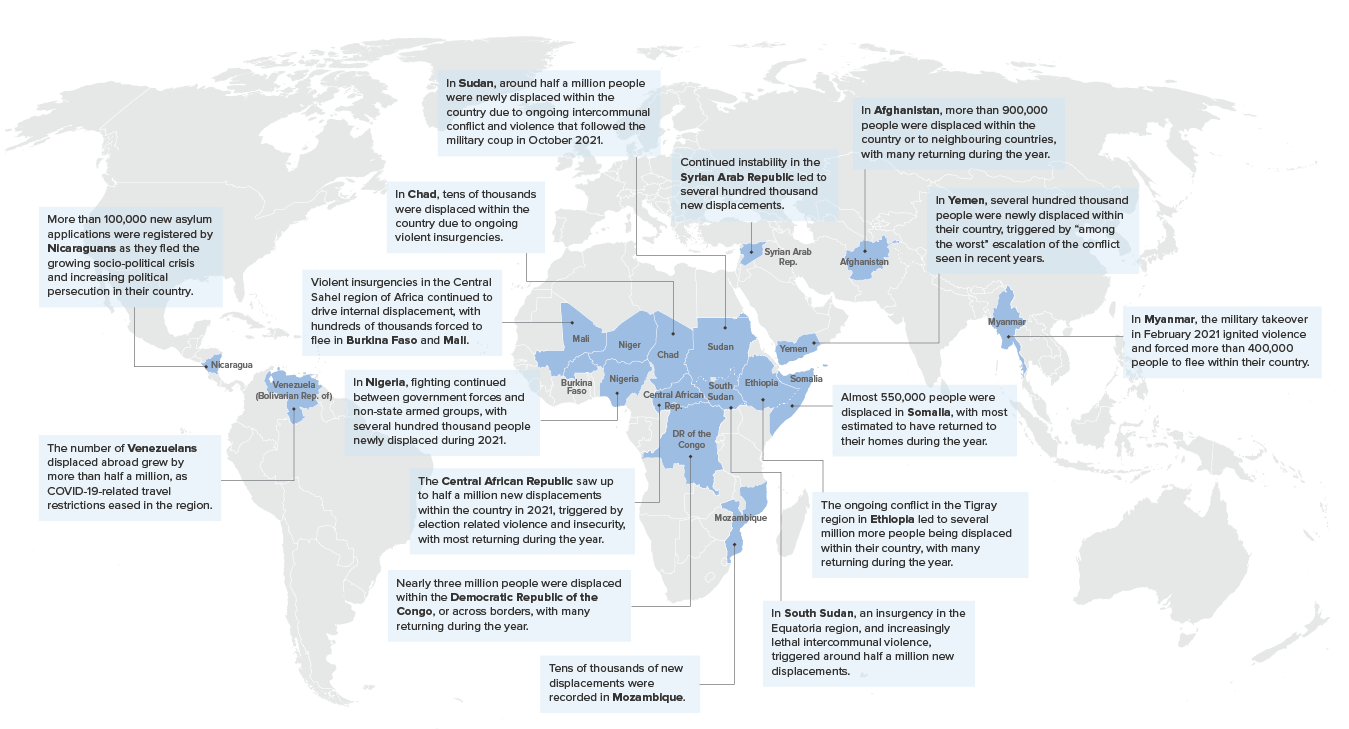 In Sudan, around half a million people
were newly displaced within the
country due to ongoing intercommunal
conflict and violence that followed the
military coup in October 2021.
In Afghanistan, more than 900,000
people were displaced within the
country or to neighbouring countries,
with many returning during the year.
Continued instability in the
Syrian Arab Republic led to
several hundred thousand
new displacements.
In Chad, tens of thousands
were displaced within the
country due to ongoing
violent insurgencies.
In Yemen, several hundred thousand
people were newly displaced within
their country, triggered by "among
the worst" escalation of the conflict
seen in recent years.
More than 100,000 new asylum
applications were registered by
Nicaraguans as they fled the
growing socio-political crisis
and increasing political
persecution in their country.
Syrian Arab
Rep.
Afghanistan
Violent insurgencies in the Central
Sahel region of Africa continued to
drive internal displacement, with
hundreds of thousands forced to
flee in Burkina Faso and Mali.
In Myanmar, the military takeover
in February 2021 ignited violence
and forced more than 400,000
people to flee within their country.
Myanmar
Mali
Niger
Chad
Sudan
Yemen
Nicaragua
Venezuela
(Bolivarian Rep. of)
Burkina
Faso
Nigeria
Central African
Rep.
South
Sudan
Ethiopia
Somalia
In Nigeria, fighting continued
between government forces and
non-state armed groups, with
several hundred thousand people
newly displaced during 2021.
Almost 550,000 people were
displaced in Somalia, with most
estimated to have returned to
their homes during the year.
DR of the
Congo
The number of Venezuelans
displaced abroad grew by
more than half a million, as
COVID-19-related travel
restrictions eased in the region.
The Central African Republic saw up
to half a million new displacements
within the country in 2021, triggered by
election related violence and insecurity,
with most returning during the year.
Mozambique
The ongoing conflict in the Tigray
region in Ethiopia led to several
million more people being displaced
within their country, with many
returning during the year.
Nearly three million people were displaced
within the Democratic Republic of the
Congo, or across borders, with many
returning during the year.
In South Sudan, an insurgency in the
Equatoria region, and increasingly
lethal intercommunal violence,
triggered around half a million new
displacements.
Tens of thousands of new
displacements were
recorded in Mozambique.